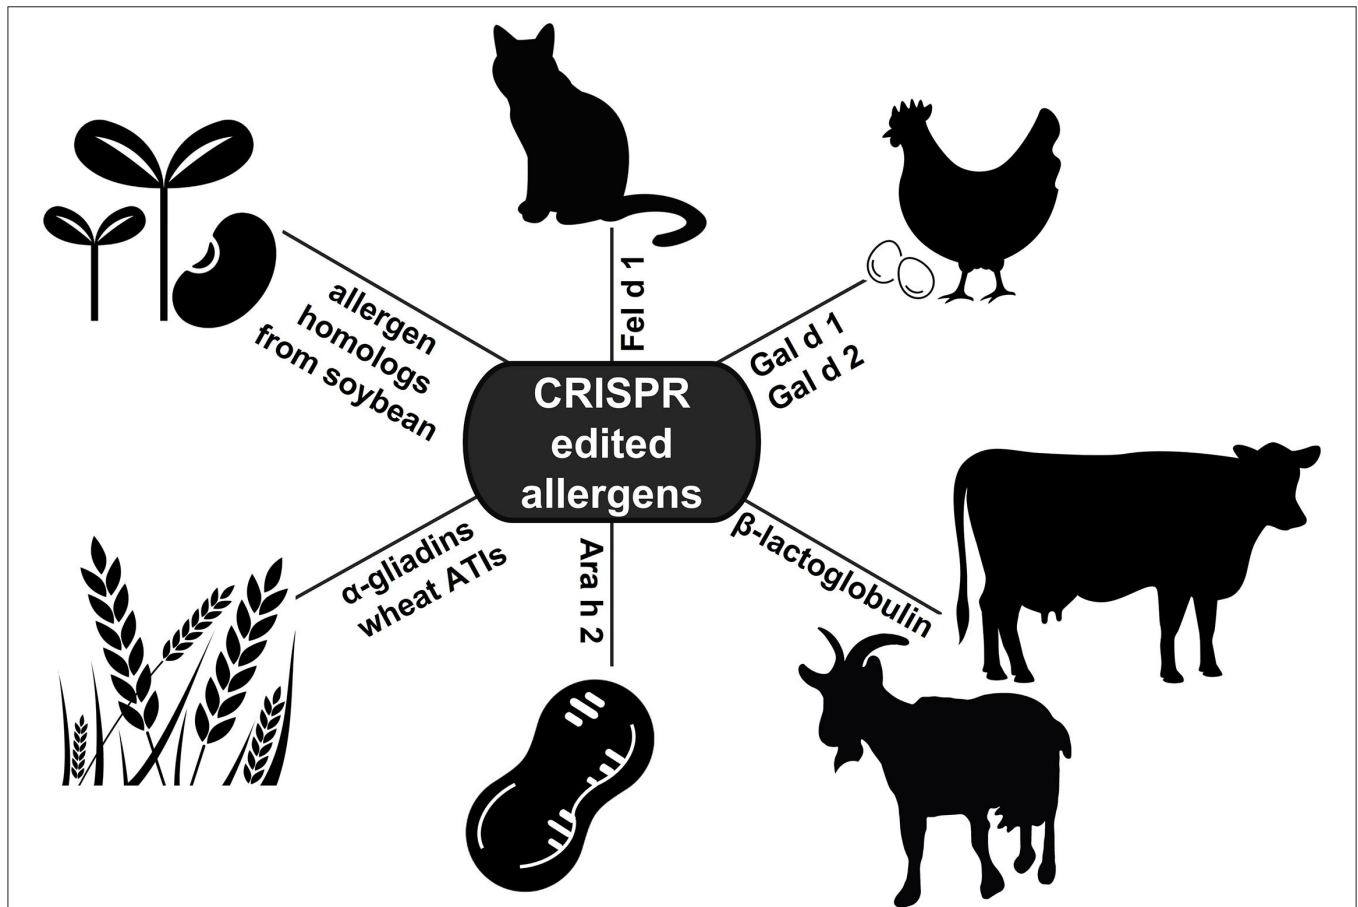 Fel d 1
Gal d 1
Gal d 2
allergen
homologs
from soybean
CRISPR
edited
allergens
α-gliadins
wheat ATIs
Ara h 2
β-lactoglobulin